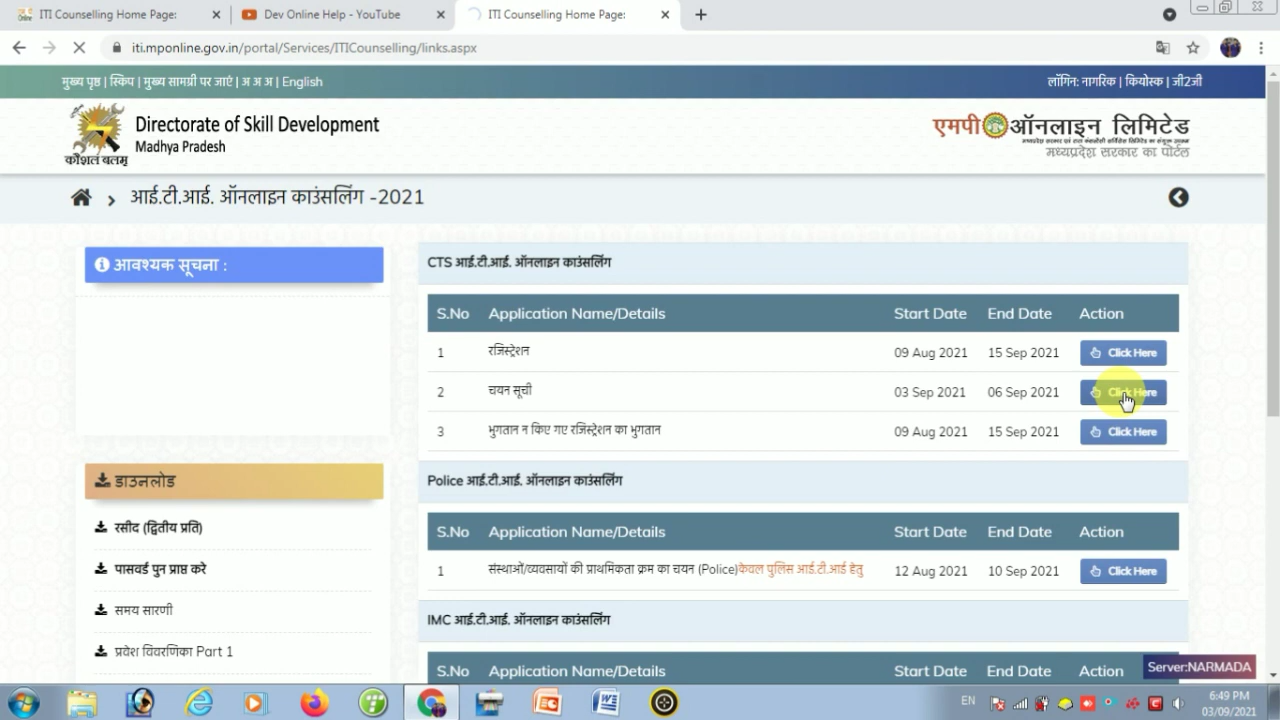 ITI Counselling Home Page:
Dev Online Help - YouTube
ITI Counselling Home Page:
iti.mponline.gov.in/portal/Services/ITICounselling/links.aspx
मुख्य पृष्ठ | स्किप | मुख्य सामग्री पर जाएं | अ अ अ | English
लॉगिन: नागरिक | कियोस्क | जी2जी
Directorate of Skill Development
Madhya Pradesh
कौशलं बलम्
एमपी ऑनलाइन लिमिटेड
मध्यप्रदेश सरकार का पोर्टल
आई.टी.आई. ऑनलाइन काउंसलिंग -2021
आवश्यक सूचना :
CTS आई.टी.आई. ऑनलाइन काउंसलिंग
S.No Application Name/Details Start Date End Date Action
1 रजिस्ट्रेशन 09 Aug 2021 15 Sep 2021 Click Here
2 चयन सूची 03 Sep 2021 06 Sep 2021 Click Here
3 भुगतान न किए गए रजिस्ट्रेशन का भुगतान 09 Aug 2021 15 Sep 2021 Click Here
Police आई.टी.आई. ऑनलाइन काउंसलिंग
S.No Application Name/Details Start Date End Date Action
1 संस्थाओं/व्यवसायों की प्राथमिकता क्रम का चयन (Police)केवल पुलिस आई.टी.आई हेतु 12 Aug 2021 10 Sep 2021 Click Here
IMC आई.टी.आई. ऑनलाइन काउंसलिंग
S.No Application Name/Details Start Date End Date Action
डाउनलोड
रसीद (द्वितीय प्रति)
पासवर्ड पुन प्राप्त करे
समय सारणी
प्रवेश विवरणिका Part 1
Server:NARMADA
EN
6:49 PM
03/09/2021